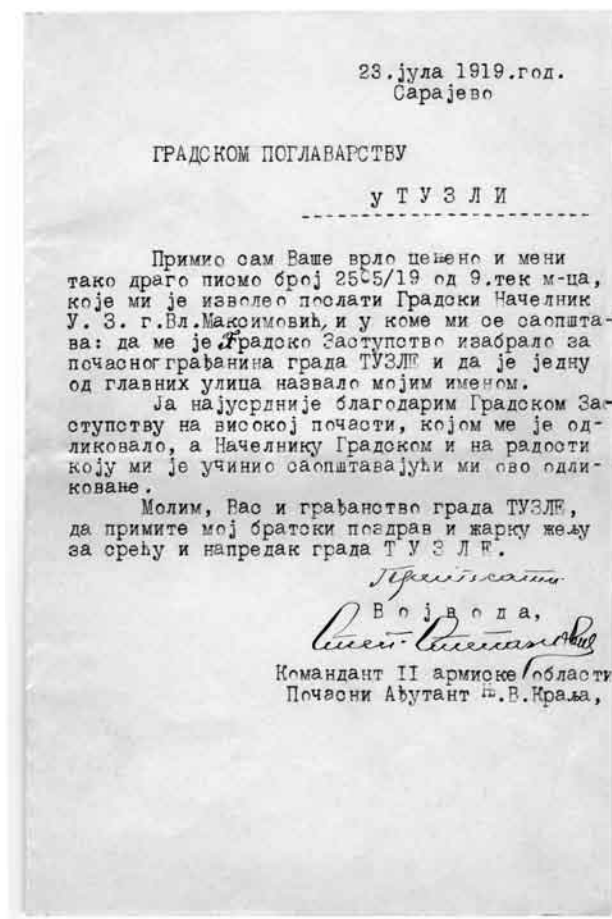 23.јула 1919.год.
Сарајево
ГРАДСКОМ ПОГЛАВАРСТВУ
у Т У З Л И
Примио сам Ваше врло цењено и мени
тако драго писмо број 2505/19 од 9.тек м-ца,
које ми је изволео послати Градски Начелник
У. З. г.Вл.Максимовић, и у коме ми се саопшта-
ва: да ме је Градско Заступство изабрало за
почасног грађанина града ТУЗЛЕ и да је једну
од главних улица назвало мојим именом.
Ја најусрдније благодарим Градском За-
ступству на високој почасти, којом ме је од-
ликовало, а Начелнику Градском и на радости
коју ми је учинио саопштавајући ми ово одли-
ковање.
Молим, Вас и грађанство града ТУЗЛЕ,
да примите мој братски поздрав и жарку жељу
за срећу и напредак града Т У З Л Е.
В о ј в о д а,
Степ. Степановић
Командант II армиске области
Почасни Ађутант Њ.В.Краља,